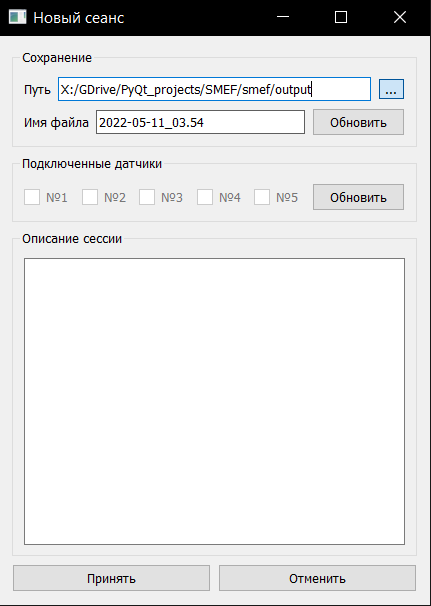 Новый сеанс
Сохранение
Путь X:/GDrive/PyQt_projects/SMEF/smef/output ...
Имя файла 2022-05-11_03.54 Обновить
Подключенные датчики
№1 №2 №3 №4 №5 Обновить
Описание сессии
Принять Отменить